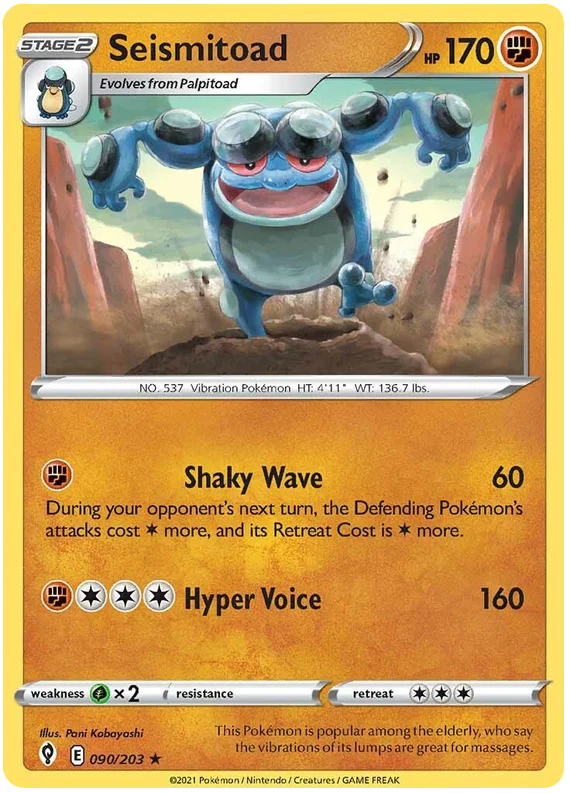 STAGE2 Seismitoad HP 170
Evolves from Palpitoad
NO. 537 Vibration Pokémon HT: 4'11" WT: 136.7 lbs.
Shaky Wave 60
During your opponent's next turn, the Defending Pokémon's
attacks cost more, and its Retreat Cost is more.
Hyper Voice 160
weakness ×2 resistance retreat
Illus. Pani Kobayashi
This Pokémon is popular among the elderly, who say
the vibrations of its lumps are great for massages.
E 090/203 ★
©2021 Pokémon / Nintendo / Creatures / GAME FREAK